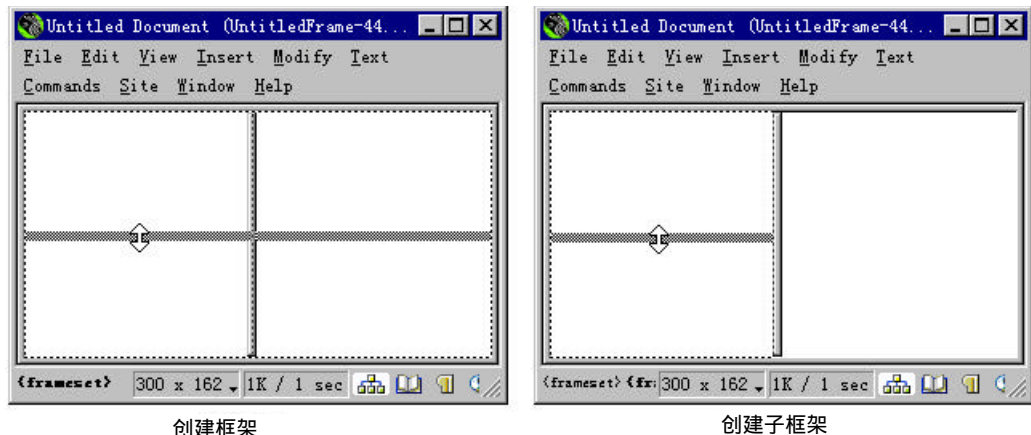 Untitled Document (UntitledFrame-44...
File Edit View Insert Modify Text
Commands Site Window Help
<frameset> 300 x 162 1K / 1 sec
创建框架
Untitled Document (UntitledFrame-44...
File Edit View Insert Modify Text
Commands Site Window Help
<frameset> <fr: 300 x 162 1K / 1 sec
创建子框架